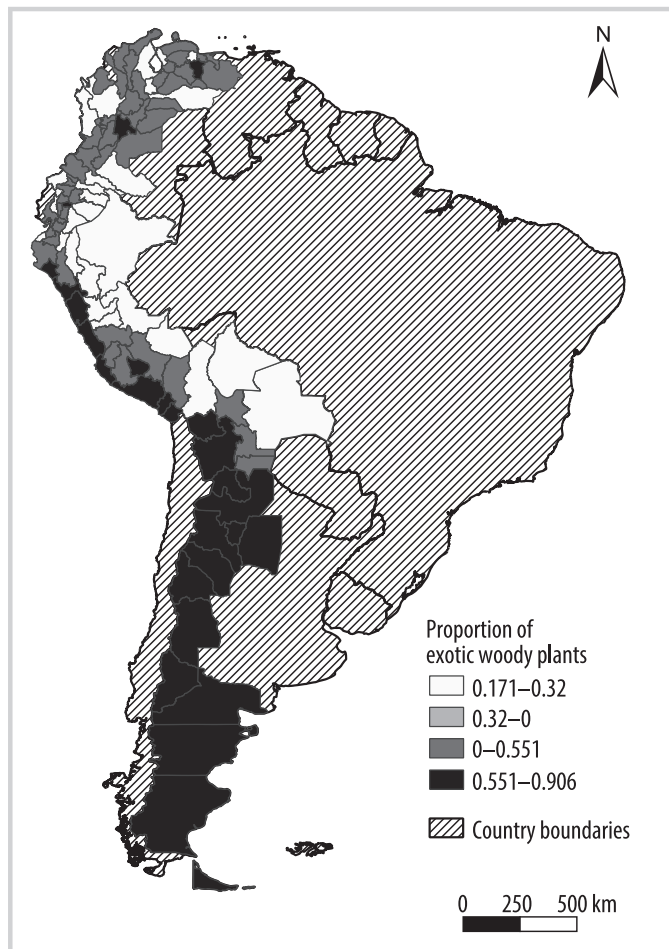 N
Proportion of
exotic woody plants
0.171–0.32
0.32–0
0–0.551
0.551–0.906
Country boundaries
0 250 500 km